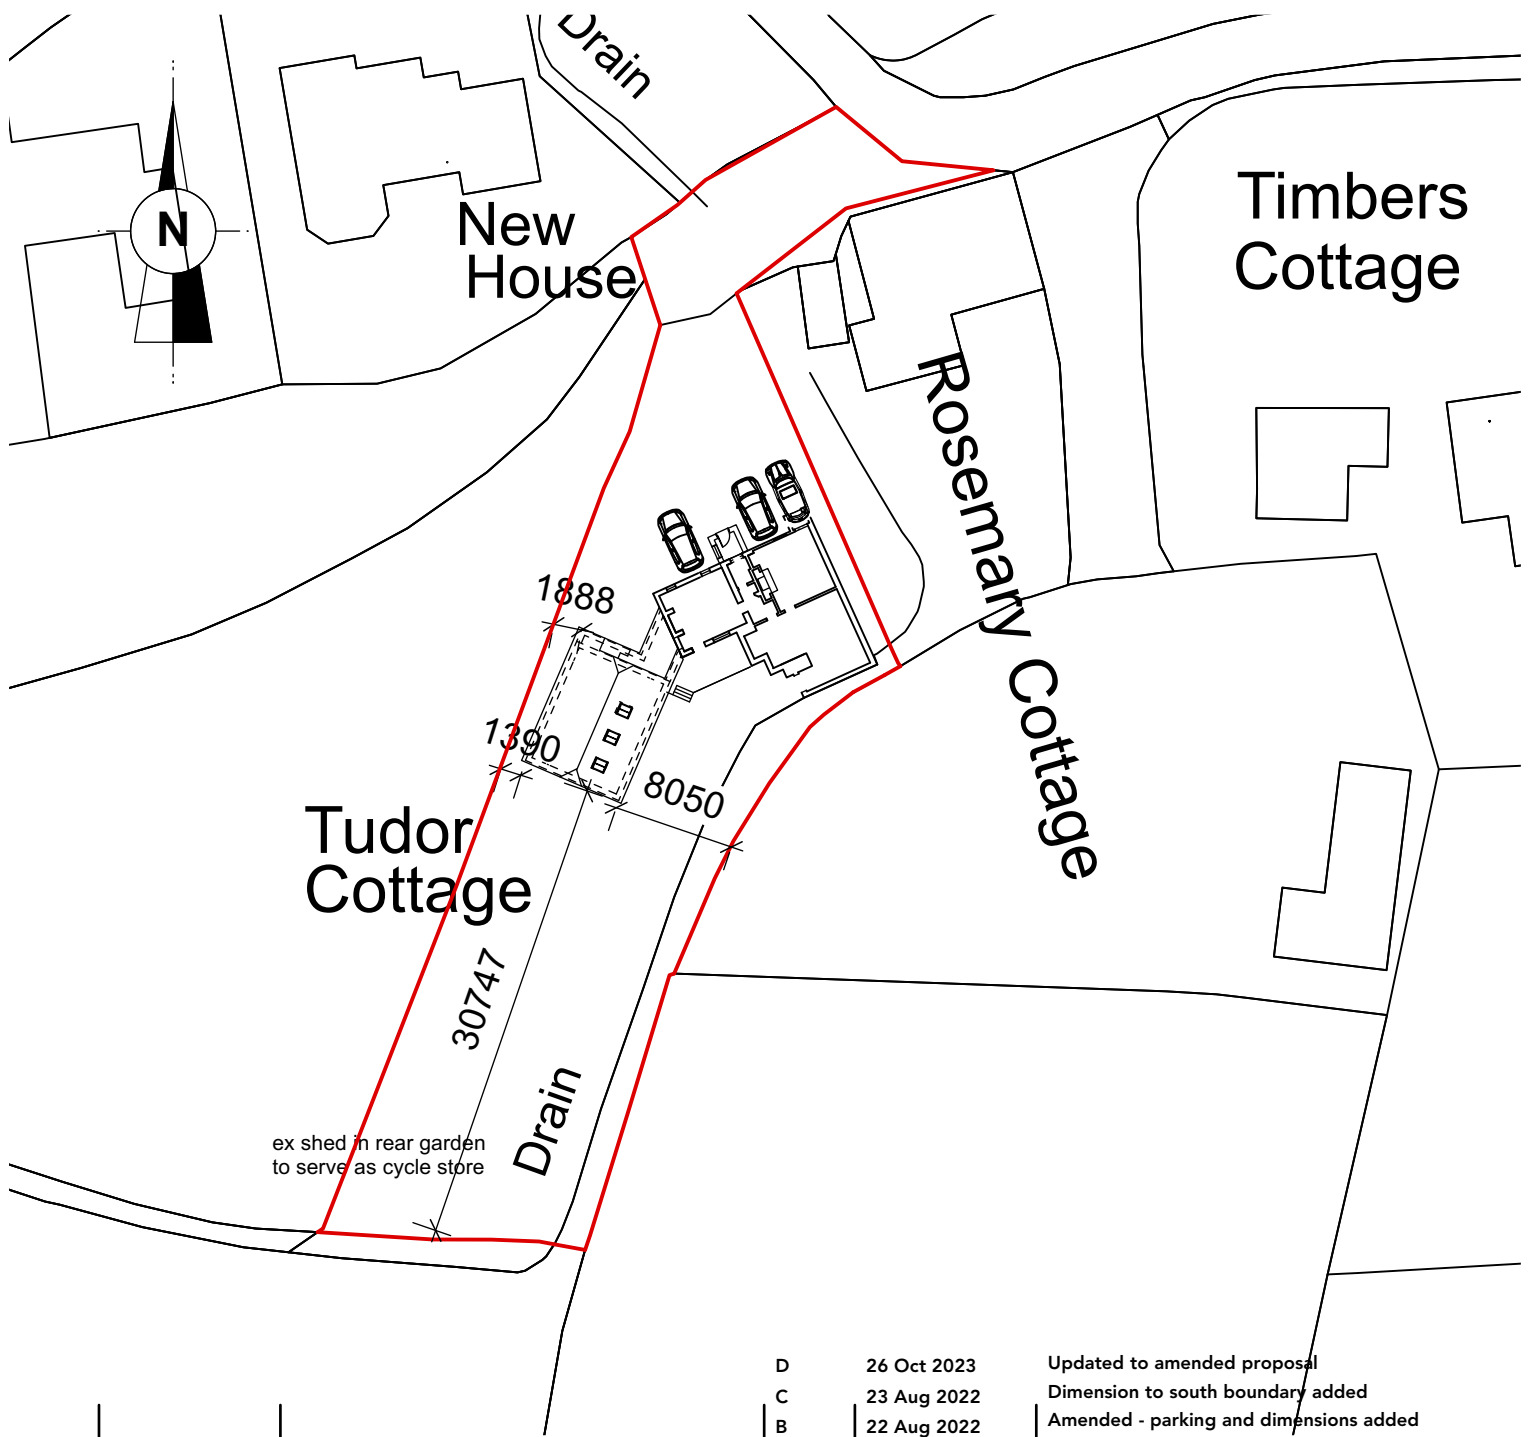 Drain
N
New
House
Timbers
Cottage
Rosemary Cottage
1888
1390
8050
Tudor
Cottage
30747
Drain
ex shed in rear garden
to serve as cycle store
D 26 Oct 2023 Updated to amended proposal
C 23 Aug 2022 Dimension to south boundary added
B 22 Aug 2022 Amended - parking and dimensions added